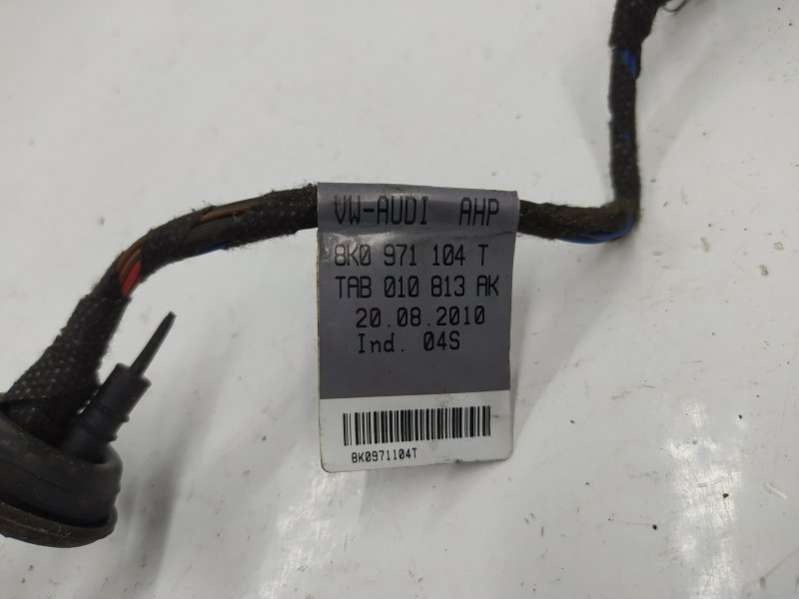 VW-AUDI AHP
8K0 971 104 T
TAB 010 813 AK
20.08.2010
Ind. 04S
8K0971104T